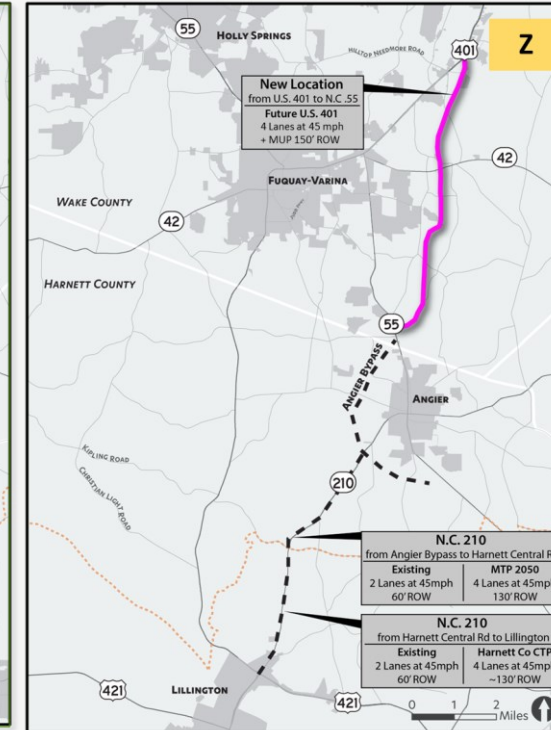 55
HOLLY SPRINGS
HILLTOP NEEDMORE ROAD
401
Z
New Location
from U.S. 401 to N.C .55
Future U.S. 401
4 Lanes at 45 mph
+ MUP 150' ROW
42
FUQUAY-VARINA
WAKE COUNTY
42
HARNETT COUNTY
55
ANGIER BYPASS
ANGIER
KIPLING ROAD
CHRISTIAN LIGHT ROAD
210
N.C. 210
from Angier Bypass to Harnett Central R
Existing
2 Lanes at 45mph
60' ROW
MTP 2050
4 Lanes at 45mp
130' ROW
N.C. 210
from Harnett Central Rd to Lillington
Existing
2 Lanes at 45mph
60' ROW
Harnett Co CTP
4 Lanes at 45mp
~130' ROW
421
LILLINGTON
421
0 1 2
Miles